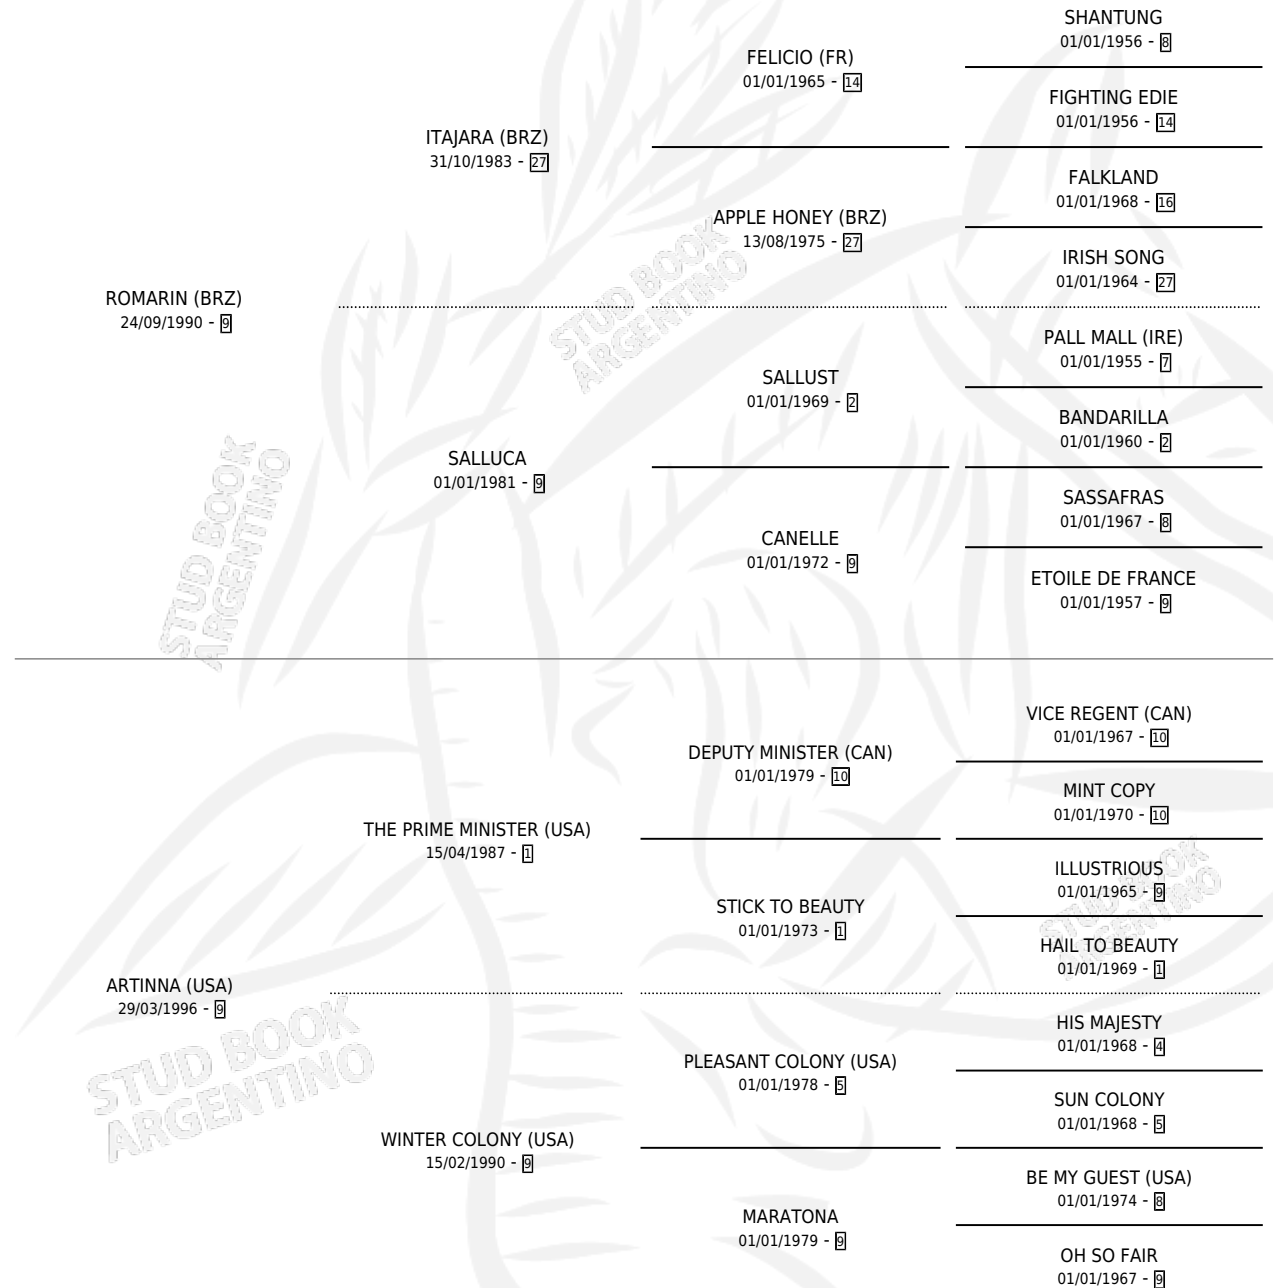 SHANTUNG
01/01/1956 - 8
FELICIO (FR)
01/01/1965 - 14
FIGHTING EDIE
01/01/1956 - 14
ITAJARA (BRZ)
31/10/1983 - 27
FALKLAND
01/01/1968 - 16
APPLE HONEY (BRZ)
13/08/1975 - 27
IRISH SONG
01/01/1964 - 27
ROMARIN (BRZ)
24/09/1990 - 9
STUD BOOK
ARGENTINO
PALL MALL (IRE)
01/01/1955 - 7
SALLUST
01/01/1969 - 2
BANDARILLA
01/01/1960 - 2
SALLUCA
01/01/1981 - 9
SASSAFRAS
01/01/1967 - 8
CANELLE
01/01/1972 - 9
ETOILE DE FRANCE
01/01/1957 - 9
STUD BOOK
ARGENTINO
VICE REGENT (CAN)
01/01/1967 - 10
DEPUTY MINISTER (CAN)
01/01/1979 - 10
MINT COPY
01/01/1970 - 10
THE PRIME MINISTER (USA)
15/04/1987 - 1
ILLUSTRIOUS
01/01/1965 - 9
STICK TO BEAUTY
01/01/1973 - 1
HAIL TO BEAUTY
01/01/1969 - 1
STUD BOOK
ARGENTINO
ARTINNA (USA)
29/03/1996 - 9
HIS MAJESTY
01/01/1968 - 4
PLEASANT COLONY (USA)
01/01/1978 - 5
SUN COLONY
01/01/1968 - 5
STUD BOOK
ARGENTINO
WINTER COLONY (USA)
15/02/1990 - 9
BE MY GUEST (USA)
01/01/1974 - 8
MARATONA
01/01/1979 - 9
OH SO FAIR
01/01/1967 - 9